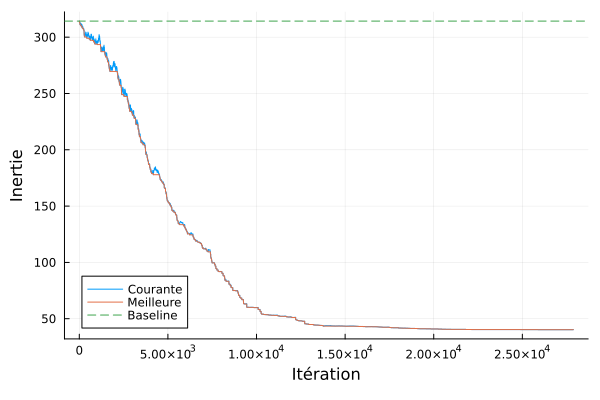 Inertie
300
250
200
150
100
50
Courante
Meilleure
Baseline
0 5.00×10³ 1.00×10⁴ 1.50×10⁴ 2.00×10⁴ 2.50×10⁴
Itération